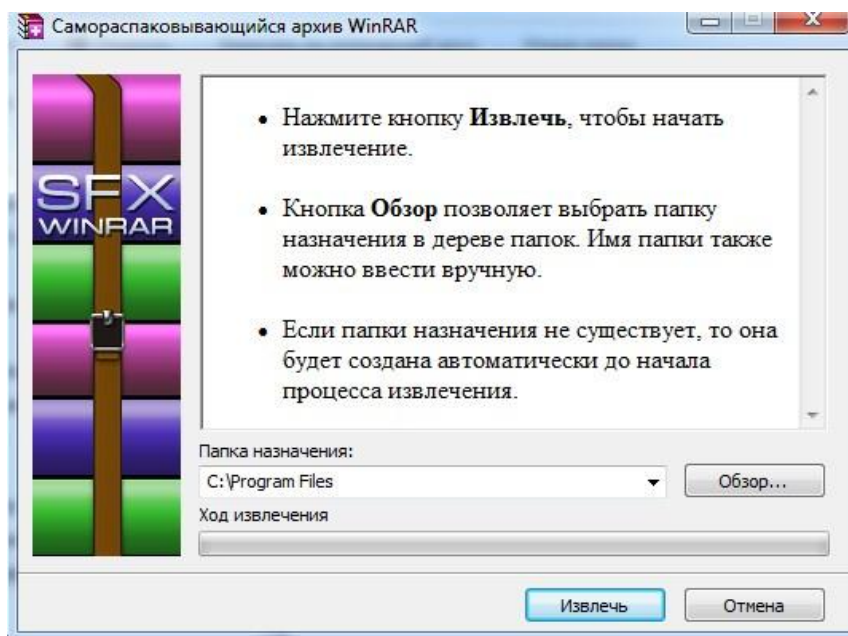 Самораспаковывающийся архив WinRAR
• Нажмите кнопку Извлечь, чтобы начать
извлечение.
• Кнопка Обзор позволяет выбрать папку
назначения в дереве папок. Имя папки также
можно ввести вручную.
• Если папки назначения не существует, то она
будет создана автоматически до начала
процесса извлечения.
SFX
WINRAR
Папка назначения:
C:\Program Files
Обзор...
Ход извлечения
Извлечь
Отмена